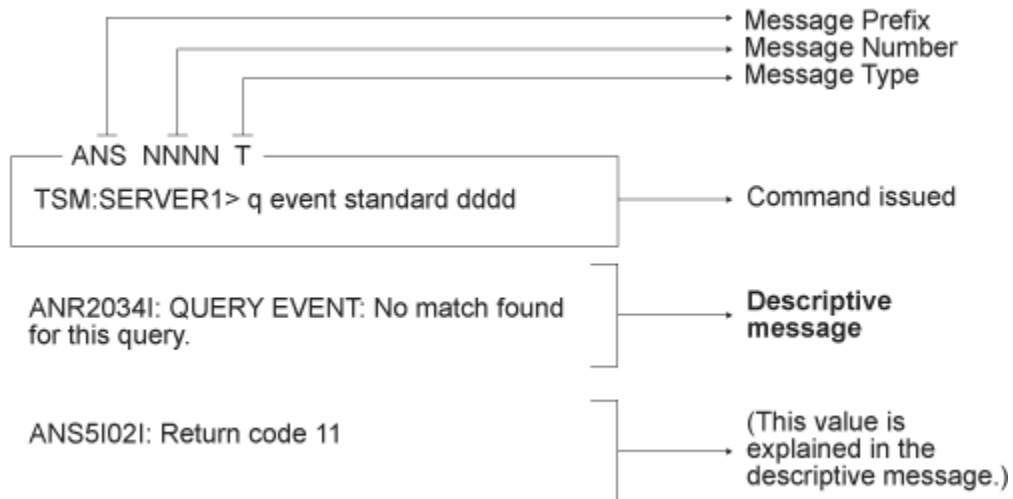 Message Prefix
Message Number
Message Type
ANS NNNN T
TSM:SERVER1> q event standard dddd
Command issued
ANR2034I: QUERY EVENT: No match found
for this query.
Descriptive
message
ANS5I02I: Return code 11
(This value is
explained in the
descriptive message.)